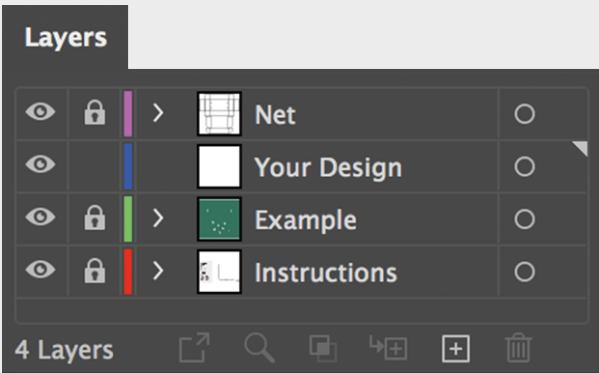 Layers
Net
Your Design
Example
Instructions
4 Layers